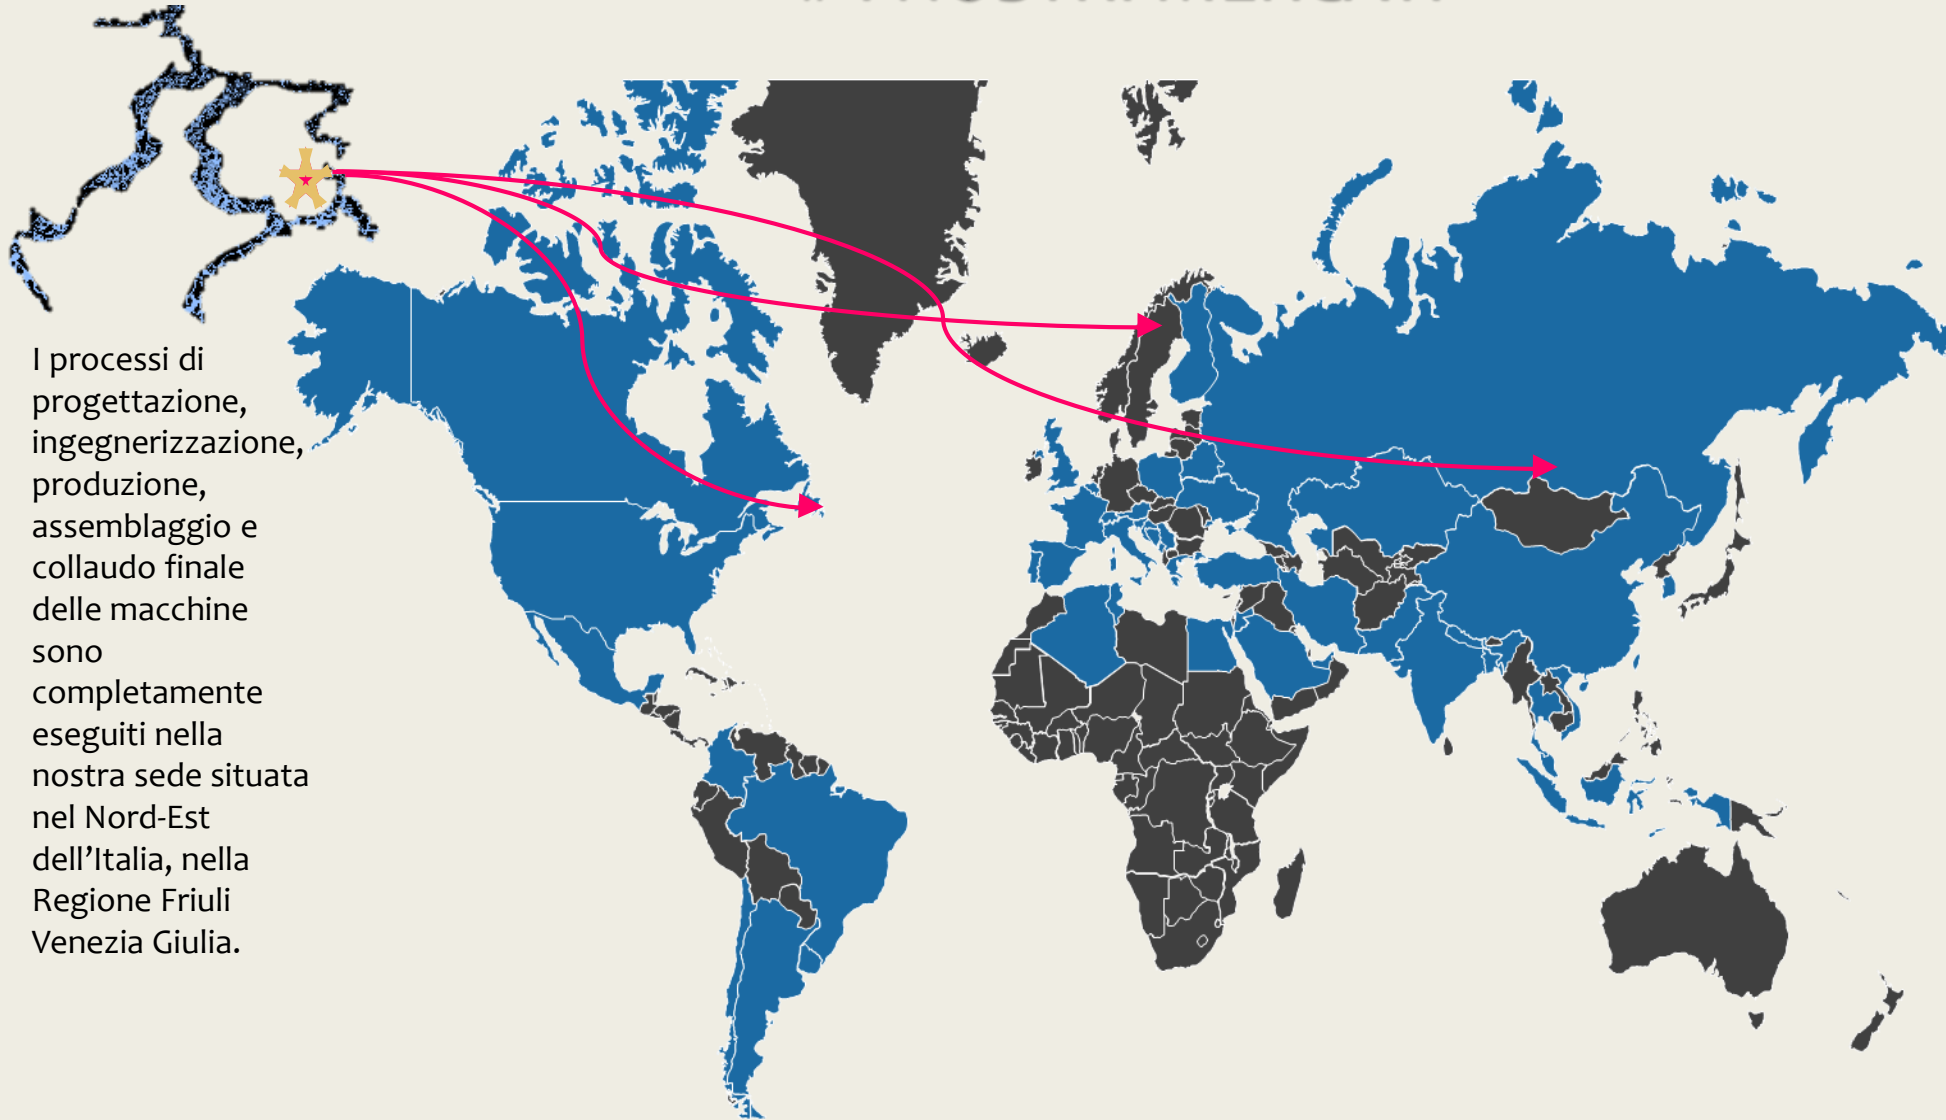 I processi di
progettazione,
ingegnerizzazione,
produzione,
assemblaggio e
collaudo finale
delle macchine
sono
completamente
eseguiti nella
nostra sede situata
nel Nord-Est
dell’Italia, nella
Regione Friuli
Venezia Giulia.